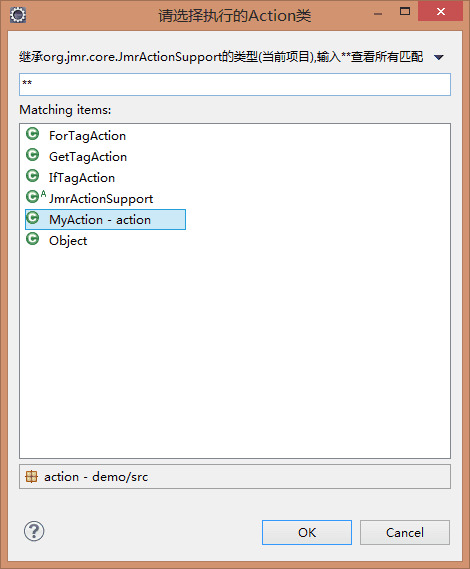 请选择执行的Action类
继承org.jmr.core.JmrActionSupport的类型(当前项目),输入**查看所有匹配
**
Matching items:
ForTagAction
GetTagAction
IfTagAction
A JmrActionSupport
MyAction - action
Object
action - demo/src
OK
Cancel